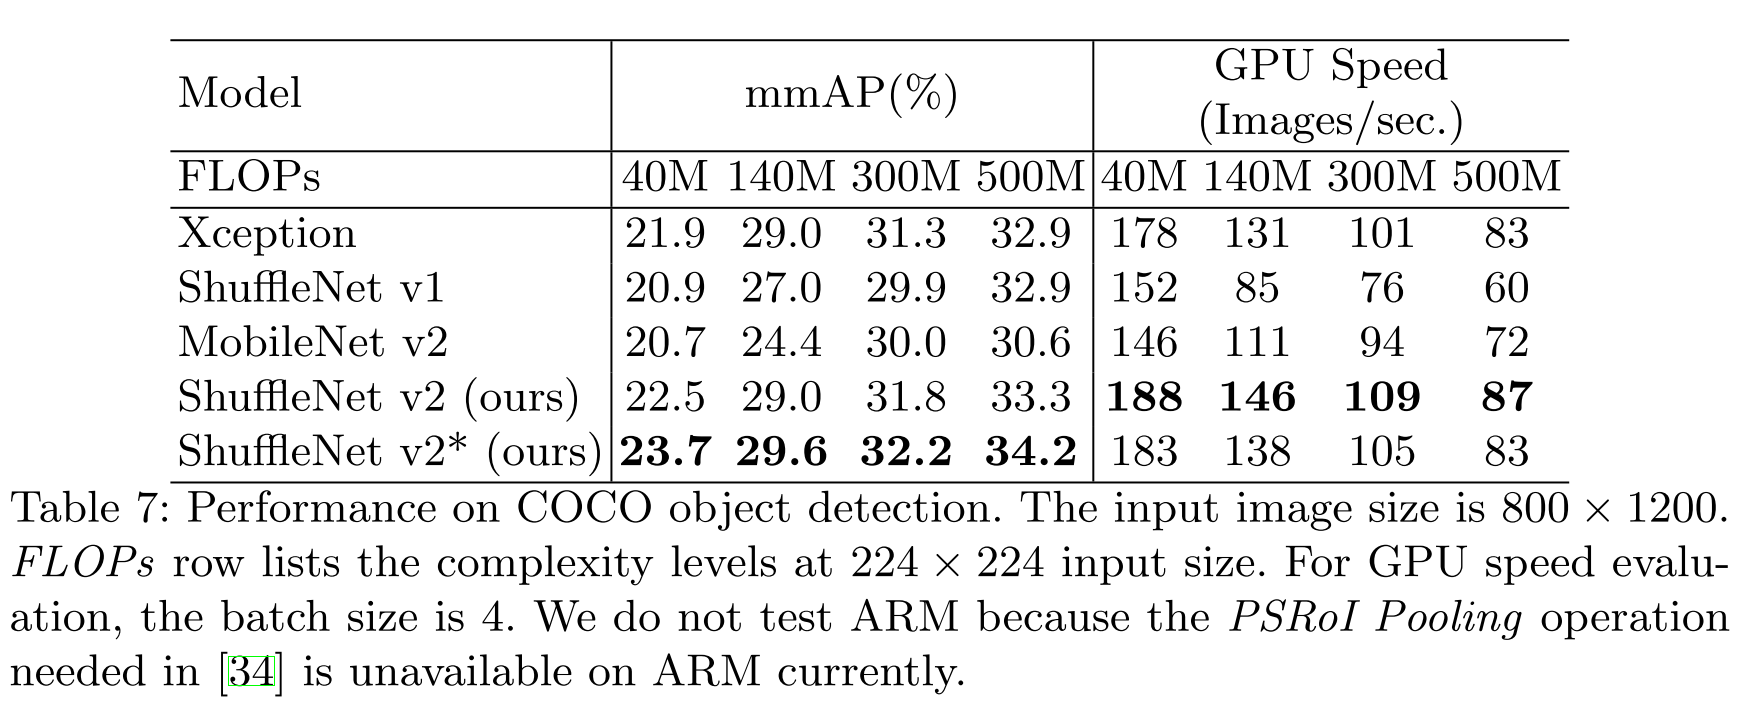 Model mmAP(%) GPU Speed
(Images/sec.)
FLOPs 40M 140M 300M 500M 40M 140M 300M 500M
Xception 21.9 29.0 31.3 32.9 178 131 101 83
ShuffleNet v1 20.9 27.0 29.9 32.9 152 85 76 60
MobileNet v2 20.7 24.4 30.0 30.6 146 111 94 72
ShuffleNet v2 (ours) 22.5 29.0 31.8 33.3 188 146 109 87
ShuffleNet v2* (ours) 23.7 29.6 32.2 34.2 183 138 105 83
Table 7: Performance on COCO object detection. The input image size is 800 × 1200.
FLOPs row lists the complexity levels at 224 × 224 input size. For GPU speed evalu-
ation, the batch size is 4. We do not test ARM because the PSRoI Pooling operation
needed in [34] is unavailable on ARM currently.